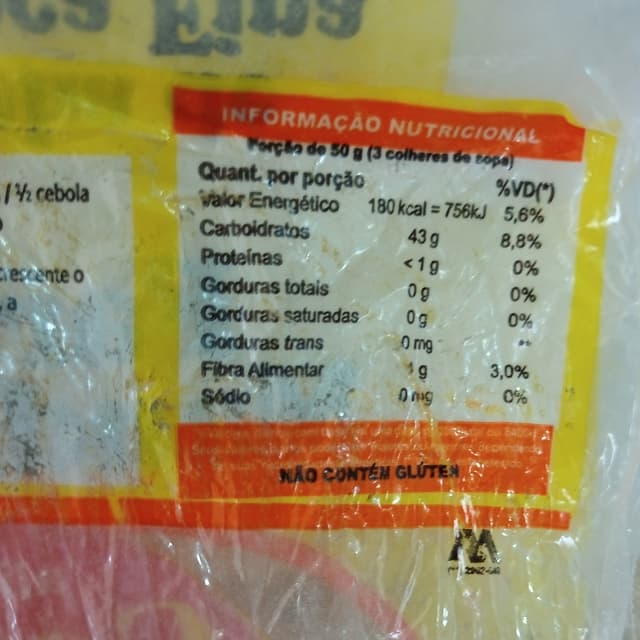 Fina
INFORMAÇÃO NUTRICIONAL
Porção de 50 g (3 colheres de sopa)
Quant. por porção %VD(*)
Valor Energético 180 kcal = 756kJ 5,6%
Carboidratos 43 g 8,8%
Proteínas < 1 g 0%
Gorduras totais 0 g 0%
Gorduras saturadas 0 g 0%
Gorduras trans 0 mg **
Fibra Alimentar 1 g 3,0%
Sódio 0 mg 0%
NÃO CONTÉM GLÚTEN
/ ½ cebola
crescente o
, a